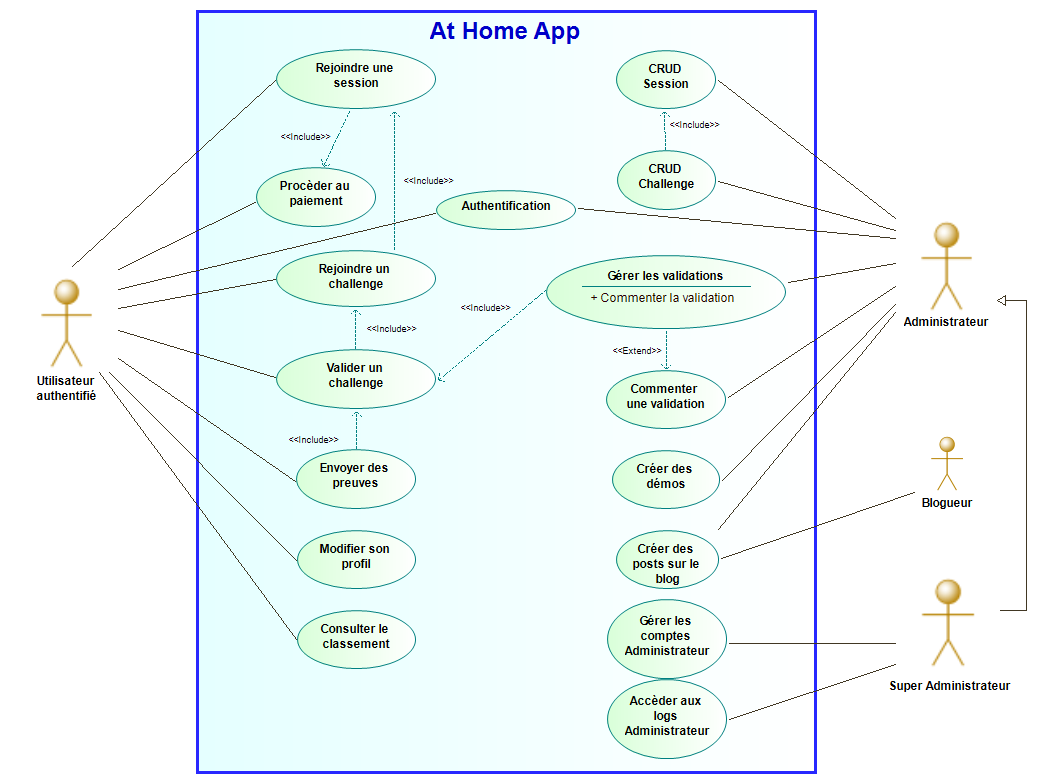 At Home App
Rejoindre une
session
CRUD
Session
<<Include>>
<<Include>>
Procèder au
paiement
<<Include>>
CRUD
Challenge
Authentification
Rejoindre un
challenge
Gérer les validations
+ Commenter la validation
<<Include>>
<<Include>>
Administrateur
<<Extend>>
Valider un
challenge
Utilisateur
authentifié
Commenter
une validation
<<Include>>
Envoyer des
preuves
Créer des
démos
Blogueur
Modifier son
profil
Créer des
posts sur le
blog
Consulter le
classement
Gérer les
comptes
Administrateur
Super Administrateur
Accèder aux
logs
Administrateur